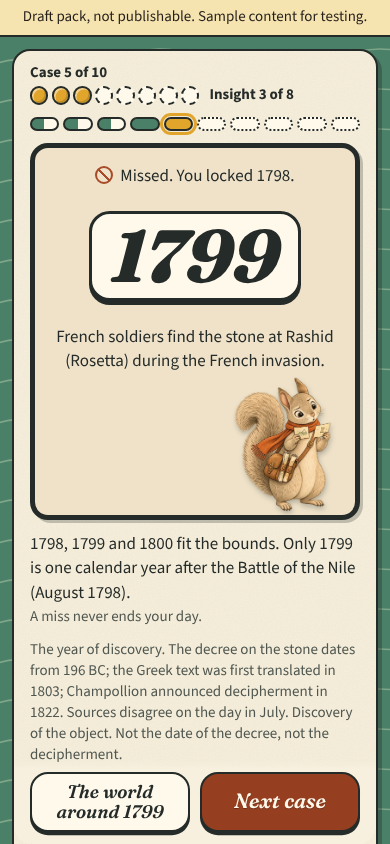 Draft pack, not publishable. Sample content for testing.
Case 5 of 10
Insight 3 of 8
Missed. You locked 1798.
1799
French soldiers find the stone at Rashid
(Rosetta) during the French invasion.
1798, 1799 and 1800 fit the bounds. Only 1799
is one calendar year after the Battle of the Nile
(August 1798).
A miss never ends your day.
The year of discovery. The decree on the stone dates
from 196 BC; the Greek text was first translated in
1803; Champollion announced decipherment in
1822. Sources disagree on the day in July. Discovery
of the object. Not the date of the decree, not the
decipherment.
The world
around 1799
Next case